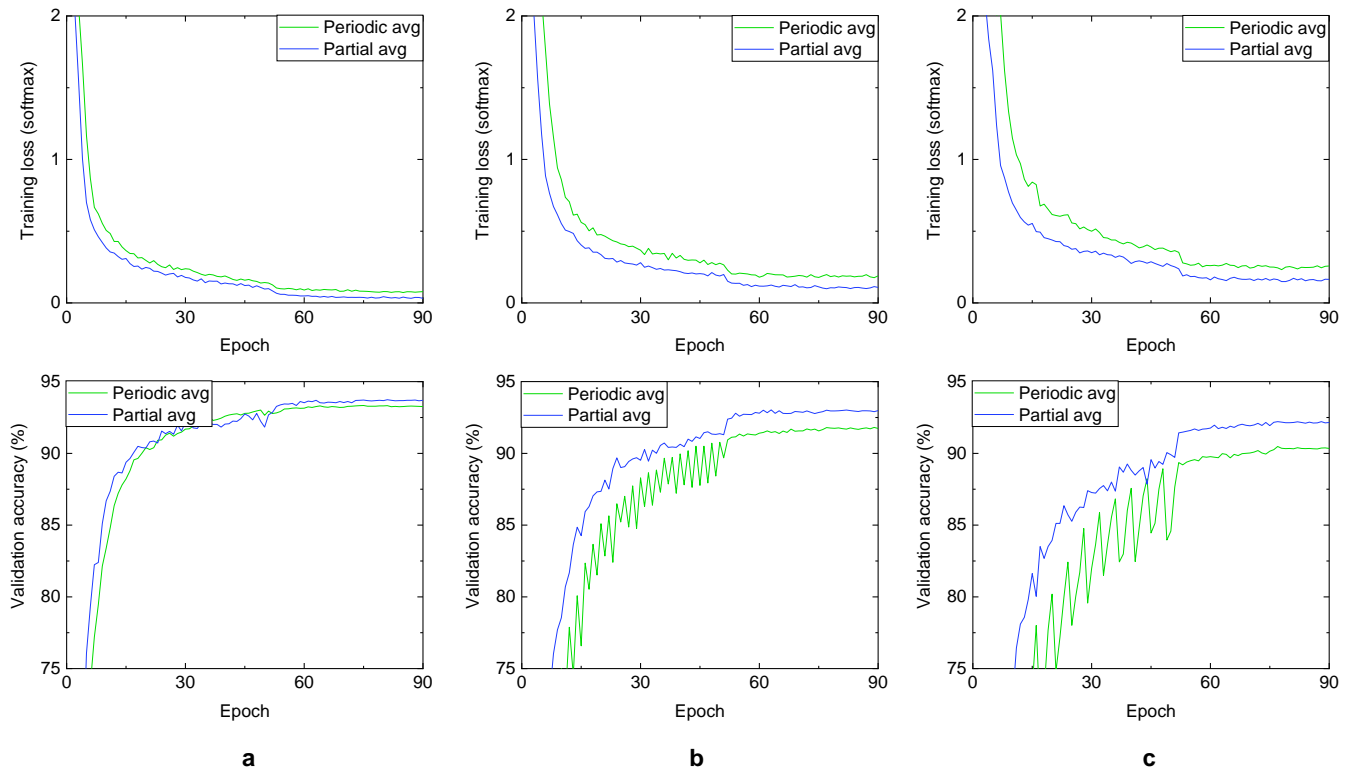 2
1
0
0
30
60
90
Training loss (softmax)
Epoch
Periodic avg
Partial avg
2
1
0
0
30
60
90
Training loss (softmax)
Epoch
Periodic avg
Partial avg
2
1
0
0
30
60
90
Training loss (softmax)
Epoch
Periodic avg
Partial avg
95
90
85
80
75
0
30
60
90
Validation accuracy (%)
Epoch
Periodic avg
Partial avg
95
90
85
80
75
0
30
60
90
Validation accuracy (%)
Epoch
Periodic avg
Partial avg
95
90
85
80
75
0
30
60
90
Validation accuracy (%)
Epoch
Periodic avg
Partial avg
a
b
c